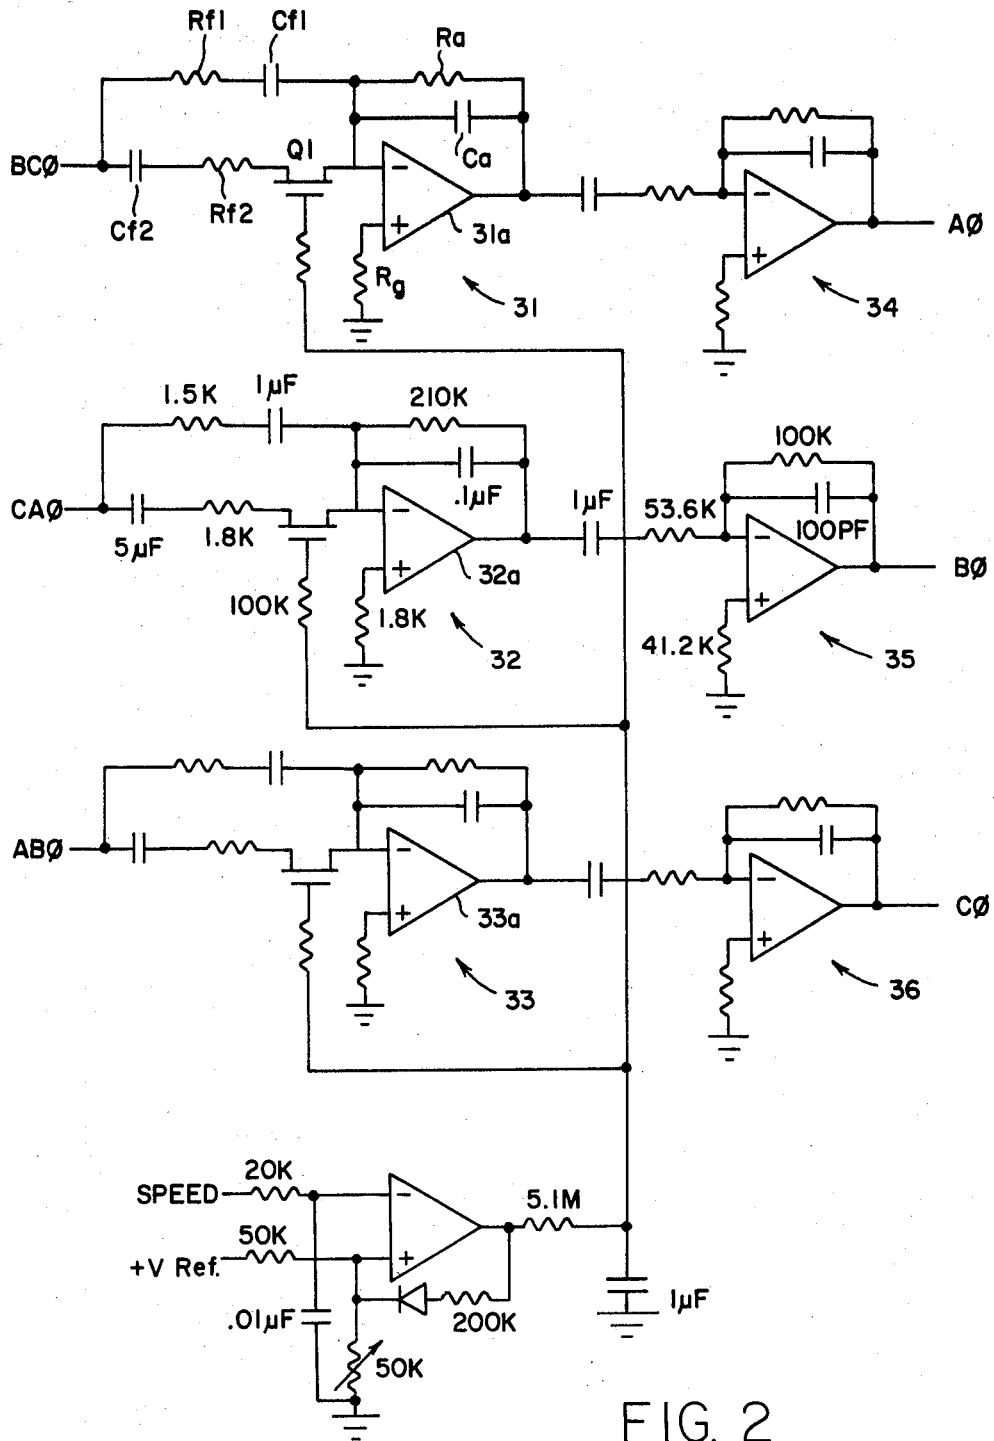 Rf1 Cf1 Ra
BCØ Q1 Ca
Cf2 Rf2 31a AØ
Rg 31 34
1.5K 1µF 210K 100K
CAØ .1µF 1µF 53.6K
5µF 1.8K 32a 100PF BØ
100K 1.8K 32 41.2K 35
ABØ
33a CØ
33 36
SPEED 20K 5.1M
+V Ref. 50K
.01µF 200K 1µF
50K
FIG. 2